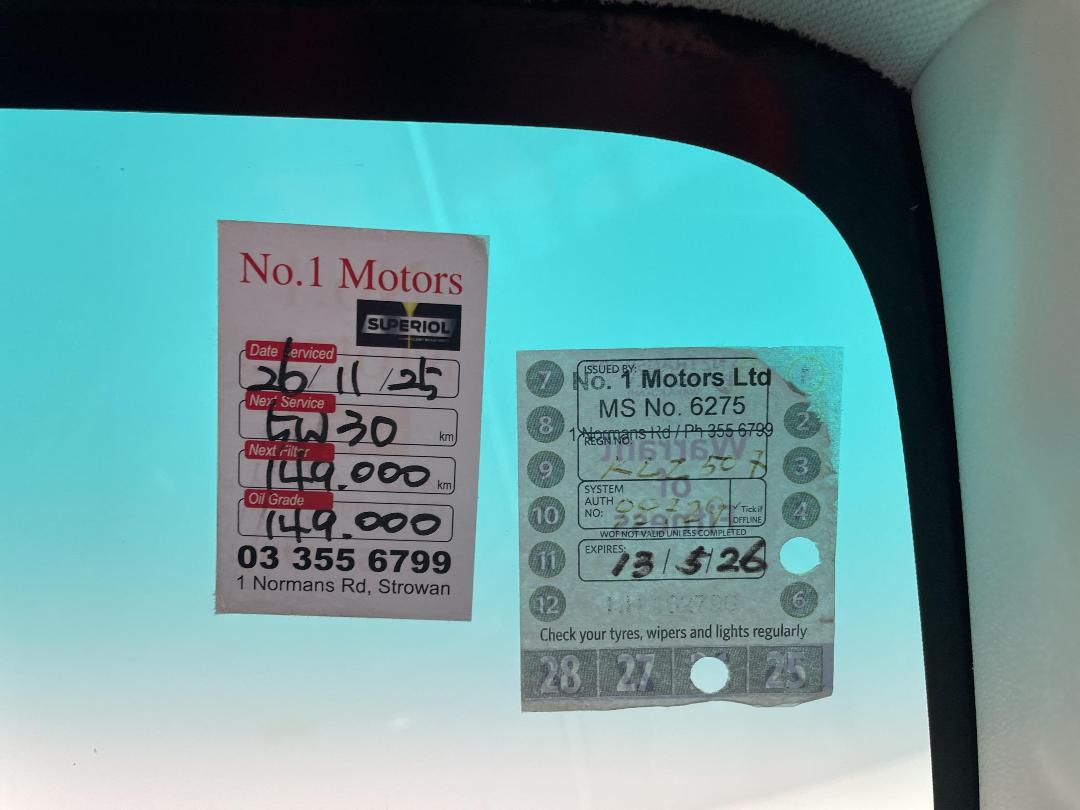 No.1 Motors
SUPERIOL
Date Serviced
26/11/25
Next Service
5W30 km
Next Filter
149.000 km
Oil Grade
149.000
03 355 6799
1 Normans Rd, Strowan
ISSUED BY:
No. 1 Motors Ltd
MS No. 6275
1 Normans Rd / Ph 355 6799
REGN NO:
SYSTEM
AUTH
NO:
Tick if
OFFLINE
WOF NOT VALID UNLESS COMPLETED
EXPIRES: 13/5/26
Warrant
of
Fitness
7
8
9
10
11
12
2
3
4
6
Check your tyres, wipers and lights regularly
28 27 25